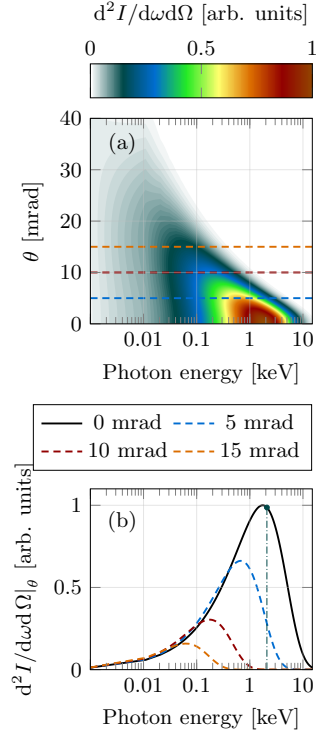 d²I/dωdΩ [arb. units]
0 0.5 1
40
30
20
10
0
θ [mrad]
(a)
0.01 0.1 1 10
Photon energy [keV]
0 mrad 5 mrad
10 mrad 15 mrad
1
0.5
0
d²I/dωdΩ|θ [arb. units]
(b)
0.01 0.1 1 10
Photon energy [keV]